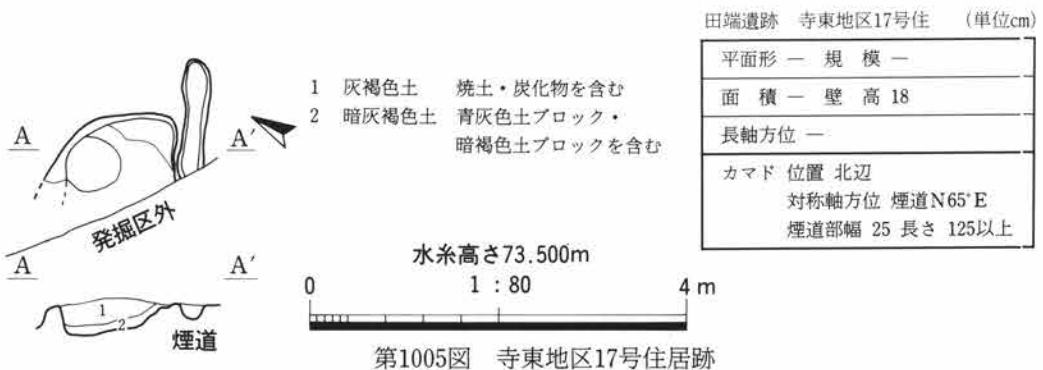 A A′
発掘区外
A A′
1
2
煙道
1 灰褐色土 焼土・炭化物を含む
2 暗灰褐色土 青灰色土ブロック・
暗褐色土ブロックを含む
水糸高さ73.500m
0 1：80 4 m
田端遺跡 寺東地区17号住 (単位cm)
平面形 ― 規 模 ―
面 積 ― 壁 高 18
長軸方位 ―
カマド 位置 北辺
対称軸方位 煙道N65°E
煙道部幅 25 長さ 125以上
第1005図 寺東地区17号住居跡